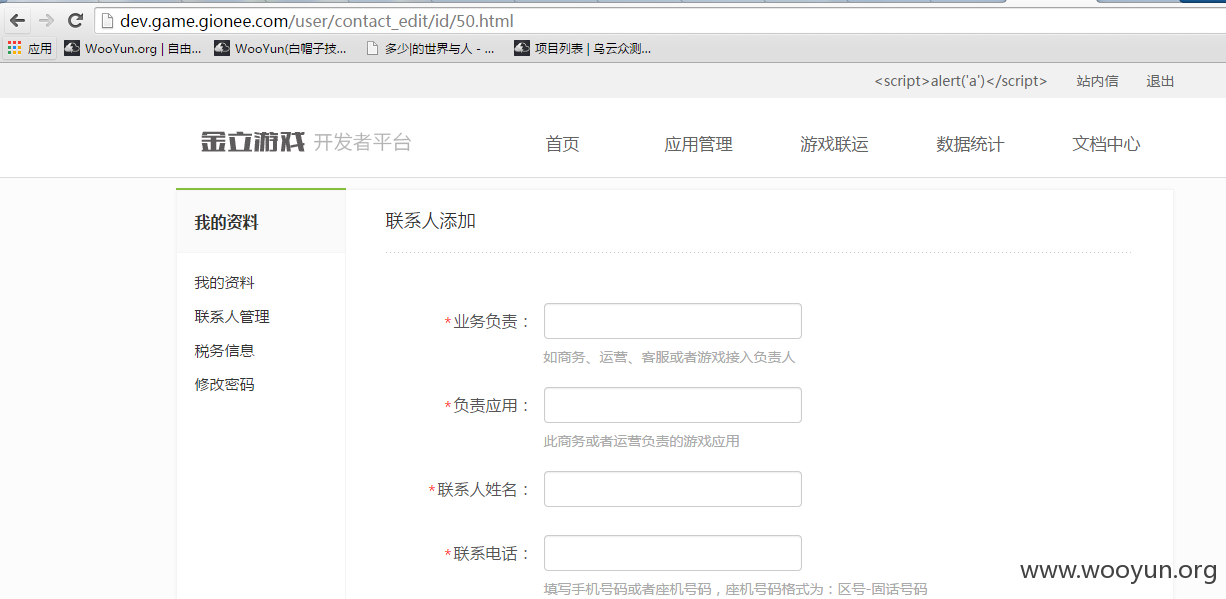 dev.game.gionee.com/user/contact_edit/id/50.html
应用 WooYun.org | 自由... WooYun(白帽子技... 多少|的世界与人 - ... 项目列表 | 乌云众测...
<script>alert('a')</script> 站内信 退出
金立游戏 开发者平台 首页 应用管理 游戏联运 数据统计 文档中心
我的资料
联系人添加
我的资料
联系人管理
税务信息
修改密码
*业务负责：
如商务、运营、客服或者游戏接入负责人
*负责应用：
此商务或者运营负责的游戏应用
*联系人姓名：
*联系电话：
填写手机号码或者座机号码，座机号码格式为：区号-固话号码
www.wooyun.org